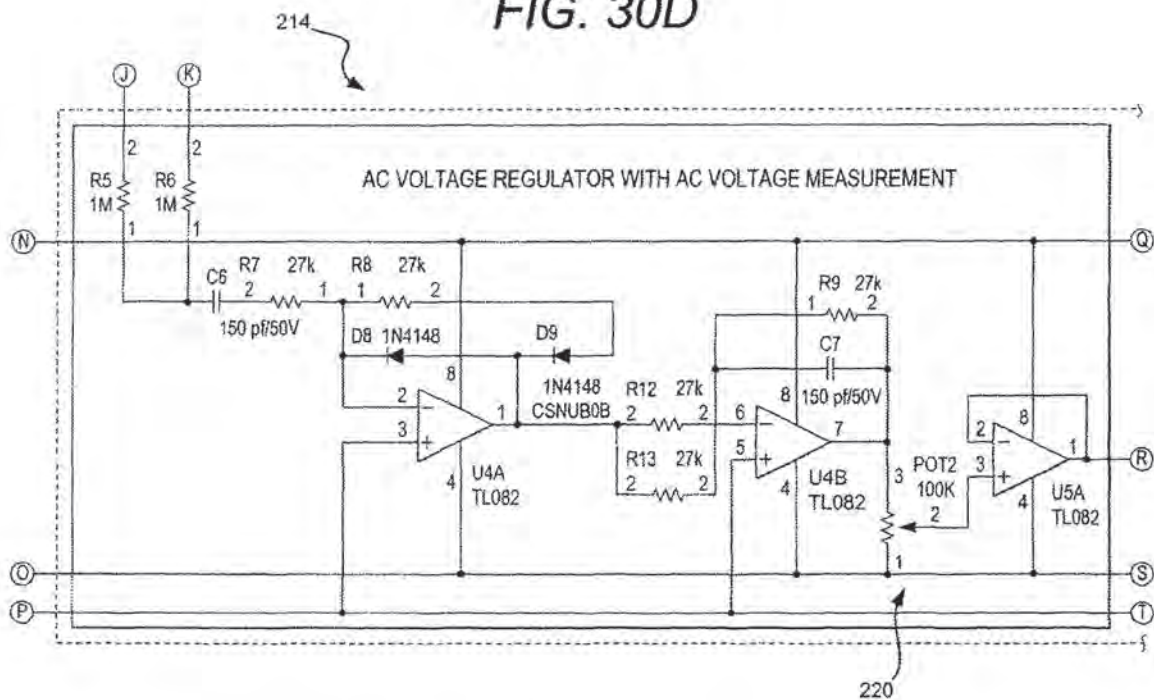 FIG. 30D
214
J K
2 2
R5 R6
1M 1M
1 1
AC VOLTAGE REGULATOR WITH AC VOLTAGE MEASUREMENT
N Q
C6 R7 27k R8 27k
2 1 1 2
150 pf/50V
R9 27k
1 2
D8 1N4148 D9
C7
150 pf/50V
8
1N4148
CSNUB0B
2 −
3 +
1
4
U4A
TL082
R12 27k
2 2
R13 27k
2 2
8
6 −
5 +
7
4
U4B
TL082
3
POT2
100K
2
1
8
2 −
3 +
1
4
U5A
TL082
R
O S
P T
220